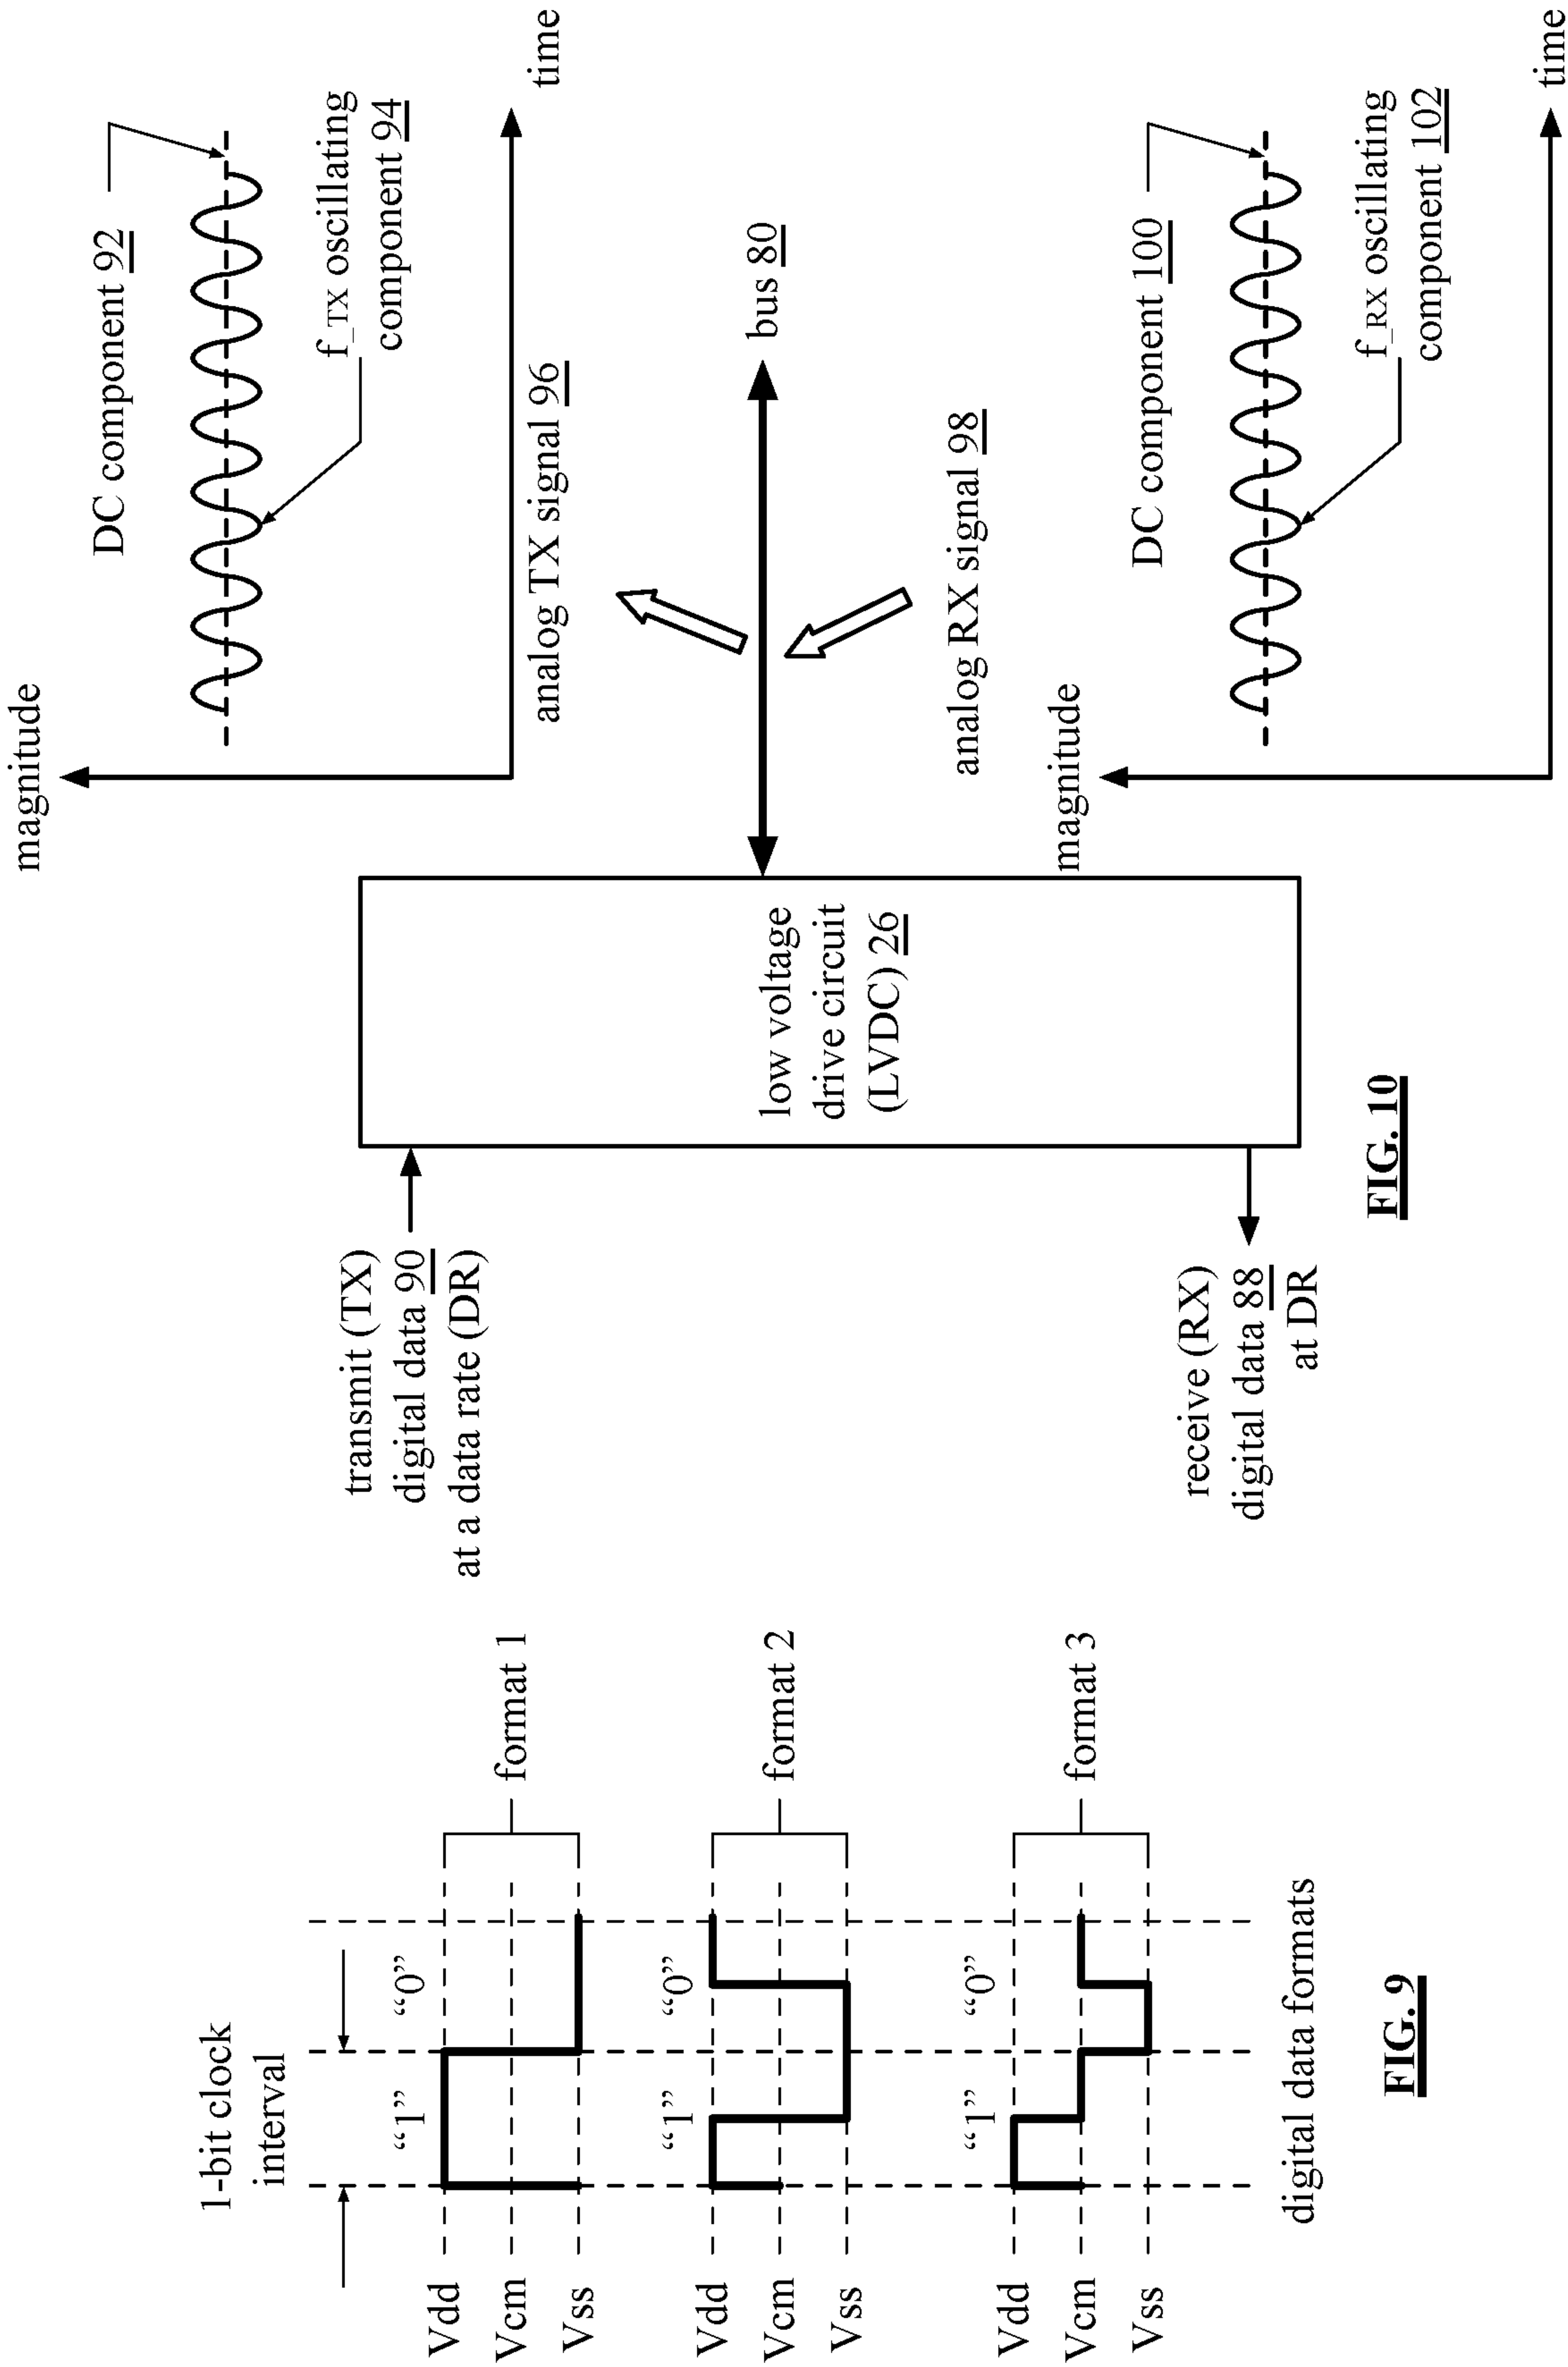 1-bit clock
interval
Vdd
Vcm
Vss
“1”
“0”
format 1
Vdd
Vcm
Vss
“1”
“0”
format 2
Vdd
Vcm
Vss
“1”
“0”
format 3
digital data formats
FIG. 9
transmit (TX)
digital data 90
at a data rate (DR)
receive (RX)
digital data 88
at DR
low voltage
drive circuit
(LVDC) 26
magnitude
DC component 92
f_TX oscillating
component 94
time
analog TX signal 96
bus 80
analog RX signal 98
magnitude
DC component 100
f_RX oscillating
component 102
time
FIG. 10